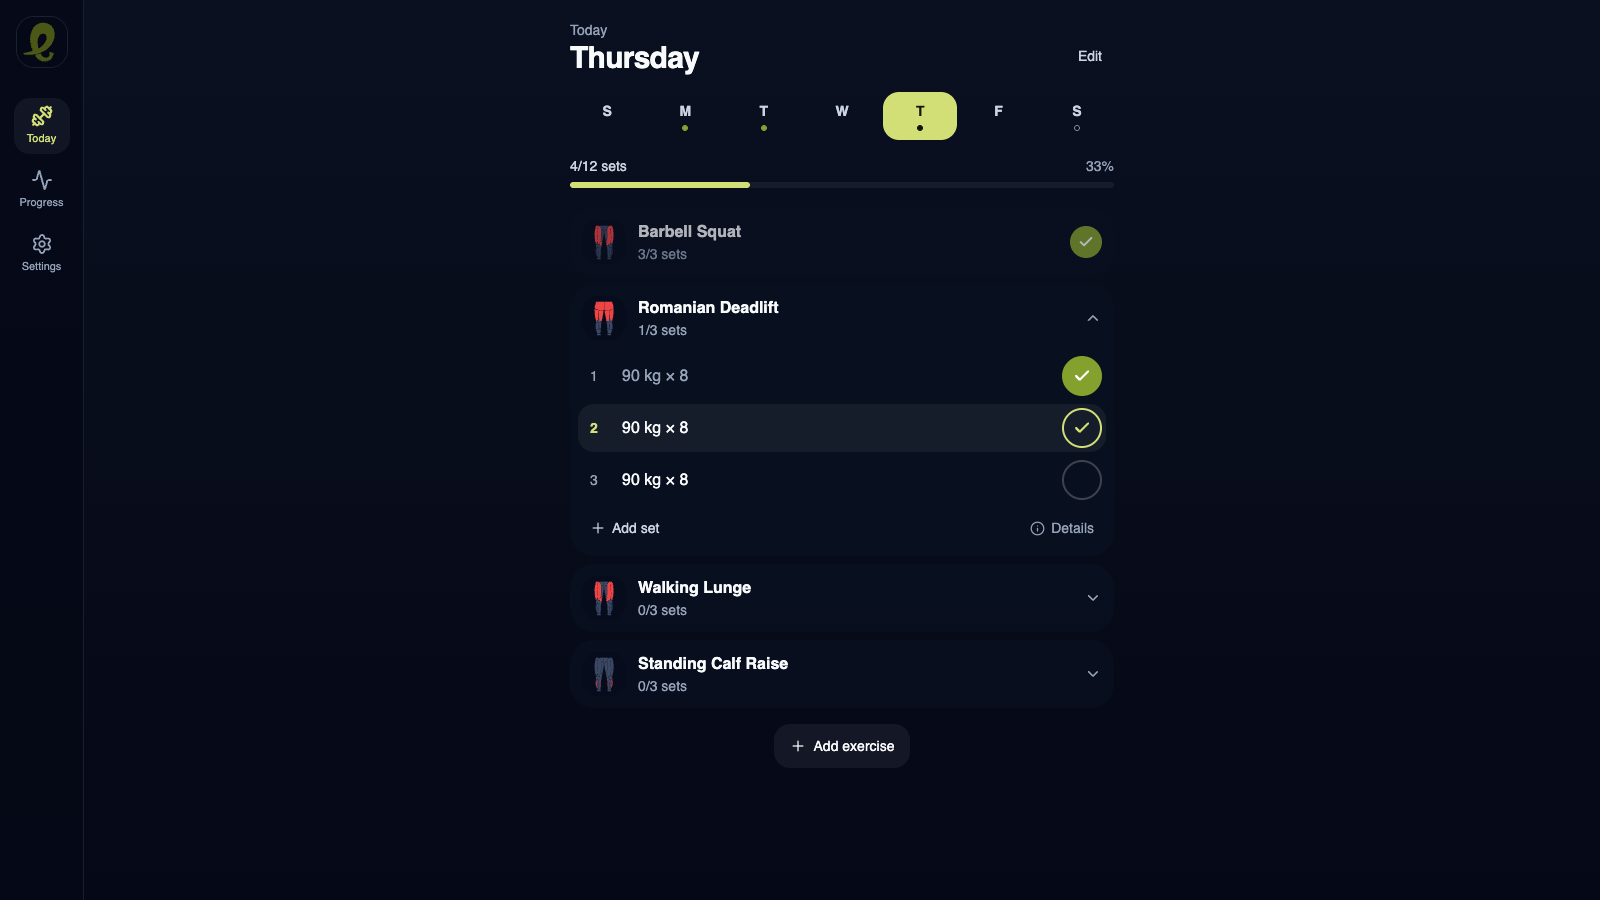 Today
Thursday
Edit
S M T W T F S
4/12 sets 33%
Barbell Squat
3/3 sets
Romanian Deadlift
1/3 sets
1 90 kg × 8
2 90 kg × 8
3 90 kg × 8
Add set Details
Walking Lunge
0/3 sets
Standing Calf Raise
0/3 sets
Add exercise
Today
Progress
Settings